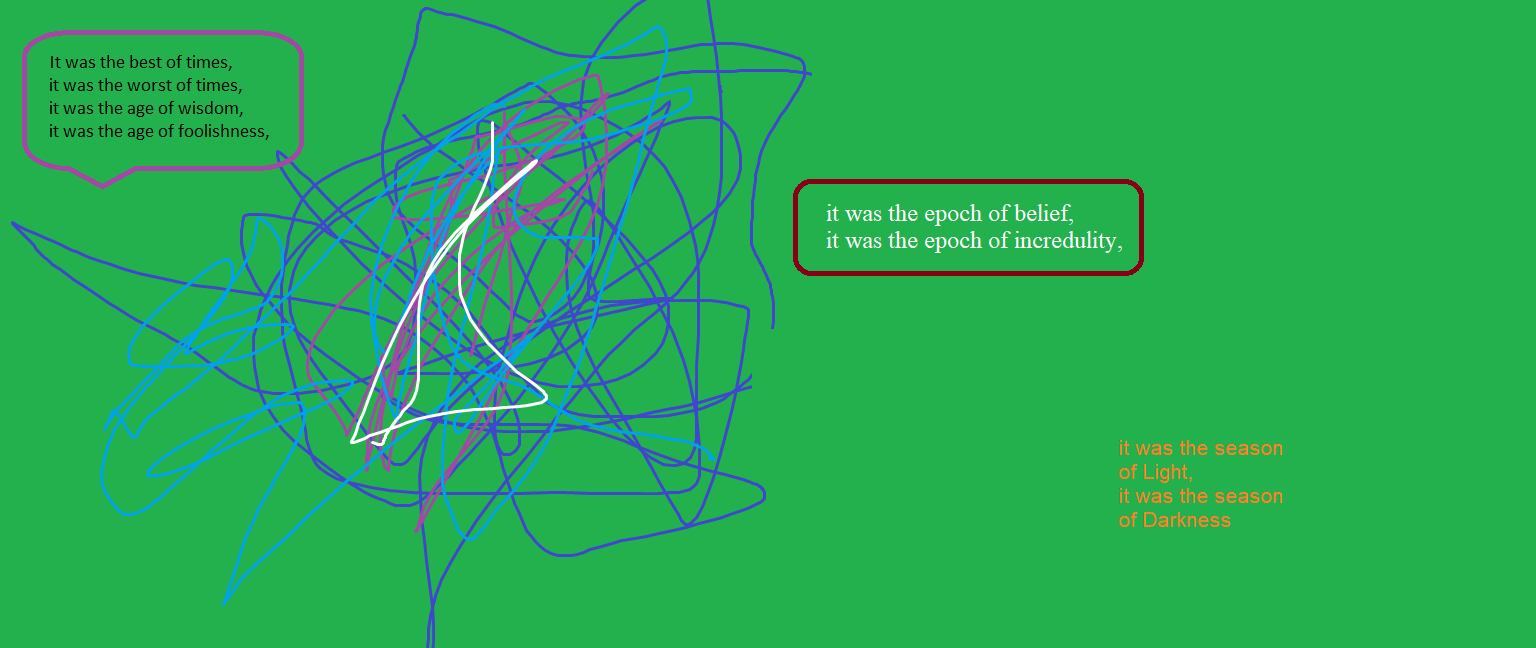 It was the best of times,
it was the worst of times,
it was the age of wisdom,
it was the age of foolishness,
it was the epoch of belief,
it was the epoch of incredulity,
it was the season
of Light,
it was the season
of Darkness